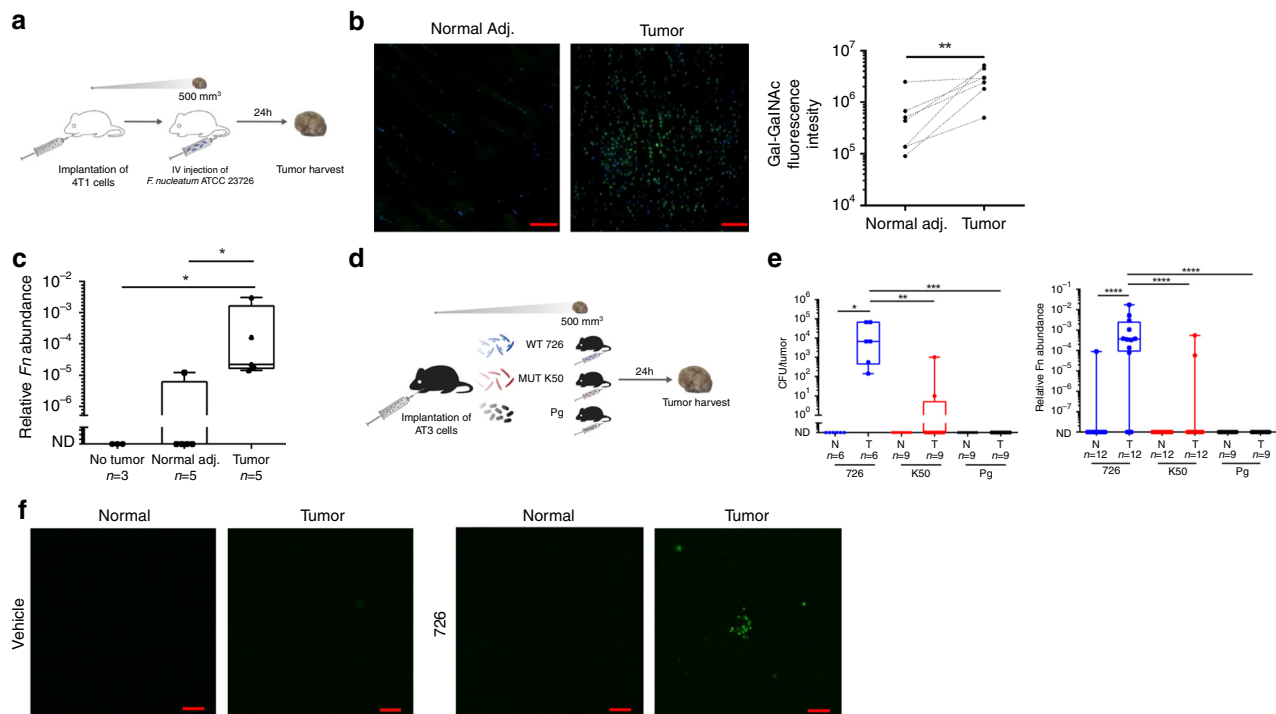 a
500 mm³
24h
Implantation of
4T1 cells
IV injection of
F. nucleatum ATCC 23726
Tumor harvest
b
Normal Adj.
Tumor
Gal-GalNAc
fluorescence
intesity
10⁷
10⁶
10⁵
10⁴
**
Normal adj.
Tumor
c
Relative Fn abundance
10⁻²
10⁻³
10⁻⁴
10⁻⁵
10⁻⁶
ND
*
*
No tumor
n=3
Normal adj.
n=5
Tumor
n=5
d
500 mm³
WT 726
MUT K50
Pg
Implantation of
AT3 cells
24h
Tumor harvest
e
CFU/tumor
10⁶
10⁵
10⁴
10³
10²
10¹
10⁰
ND
*
**
***
N T N T N T
n=6 n=6 n=9 n=9 n=9 n=9
726 K50 Pg
Relative Fn abundance
10⁻¹
10⁻²
10⁻³
10⁻⁴
10⁻⁵
10⁻⁶
10⁻⁷
ND
****
****
****
N T N T N T
n=12 n=12 n=12 n=12 n=9 n=9
726 K50 Pg
f
Normal
Tumor
Vehicle
Normal
Tumor
726